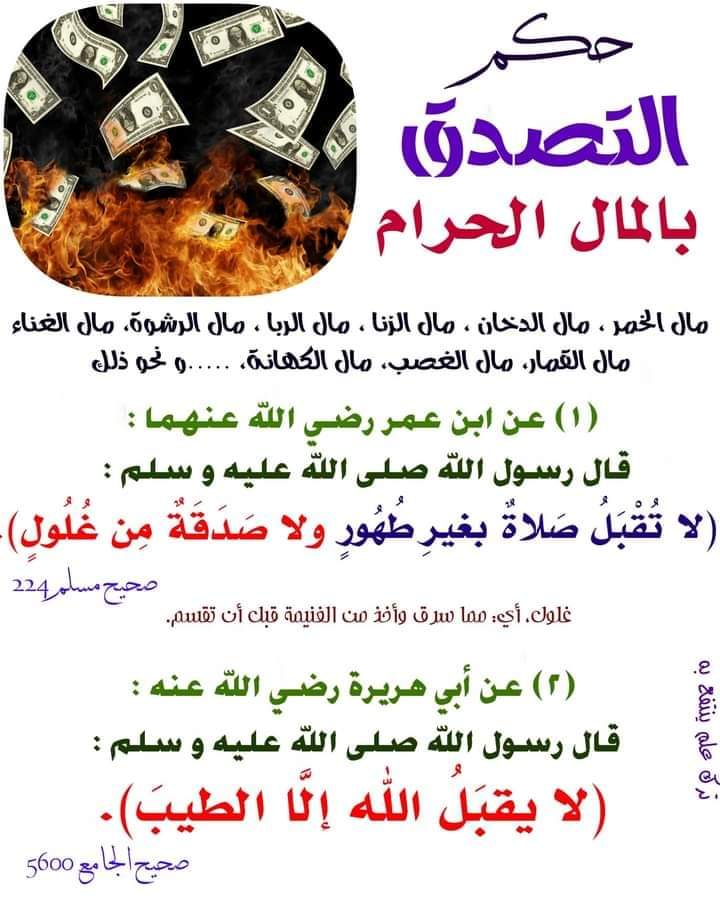 حكم
التصدق
بالمال الحرام
مال الخمر ، مال الدخان ، مال الزنا ، مال الربا ، مال الرشوة، مال الغناء
مال القمار، مال الغصب، مال الكهانة، .....و نحو ذلك
(١) عن ابن عمر رضي الله عنهما :
قال رسول الله صلى الله عليه و سلم :
(لا تُقْبَلُ صَلاةٌ بغيرِ طُهُورٍ ولا صَدَقَةٌ مِن غُلُولٍ).
صحيح مسلم 224
غلول، أي: مما سرق وأخذ من الغنيمة قبل أن تقسم.
(٢) عن أبي هريرة رضي الله عنه :
قال رسول الله صلى الله عليه و سلم :
(لا يقبَلُ الله إلَّا الطيبَ).
صحيح الجامع 5600
ترك علم ينتفع به